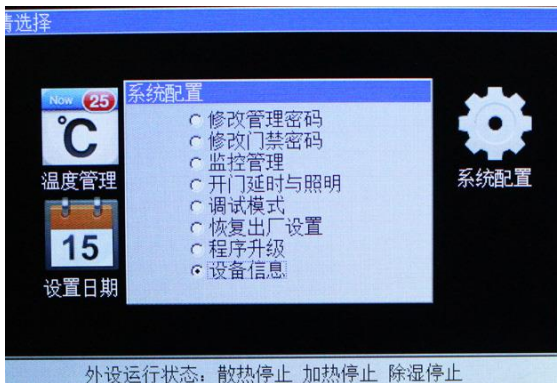 请选择
系统配置
Now 25
℃
温度管理
15
设置日期
修改管理密码
修改门禁密码
监控管理
开门延时与照明
调试模式
恢复出厂设置
程序升级
设备信息
系统配置
外设运行状态：散热停止 加热停止 除湿停止